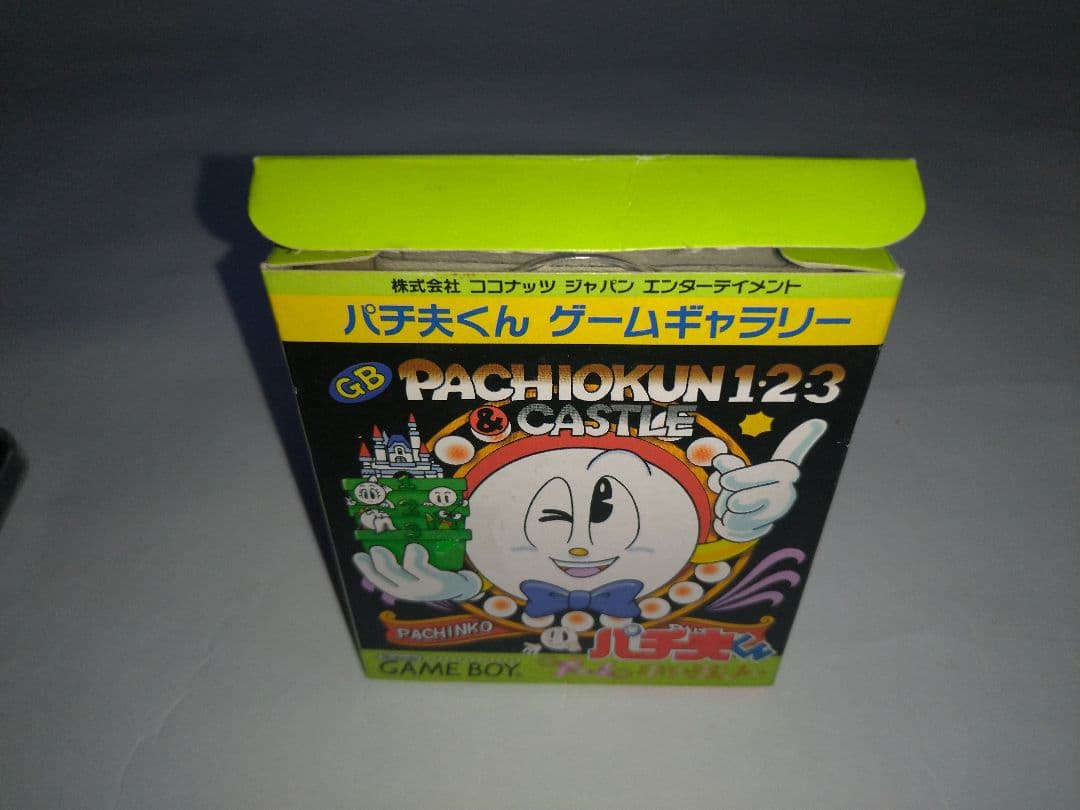 株式会社 ココナッツ ジャパン エンターテイメント
パチ夫くん ゲームギャラリー
GB PACHIOKUN 1・2・3
& CASTLE
PACHINKO
パチ夫くん
GAME BOY